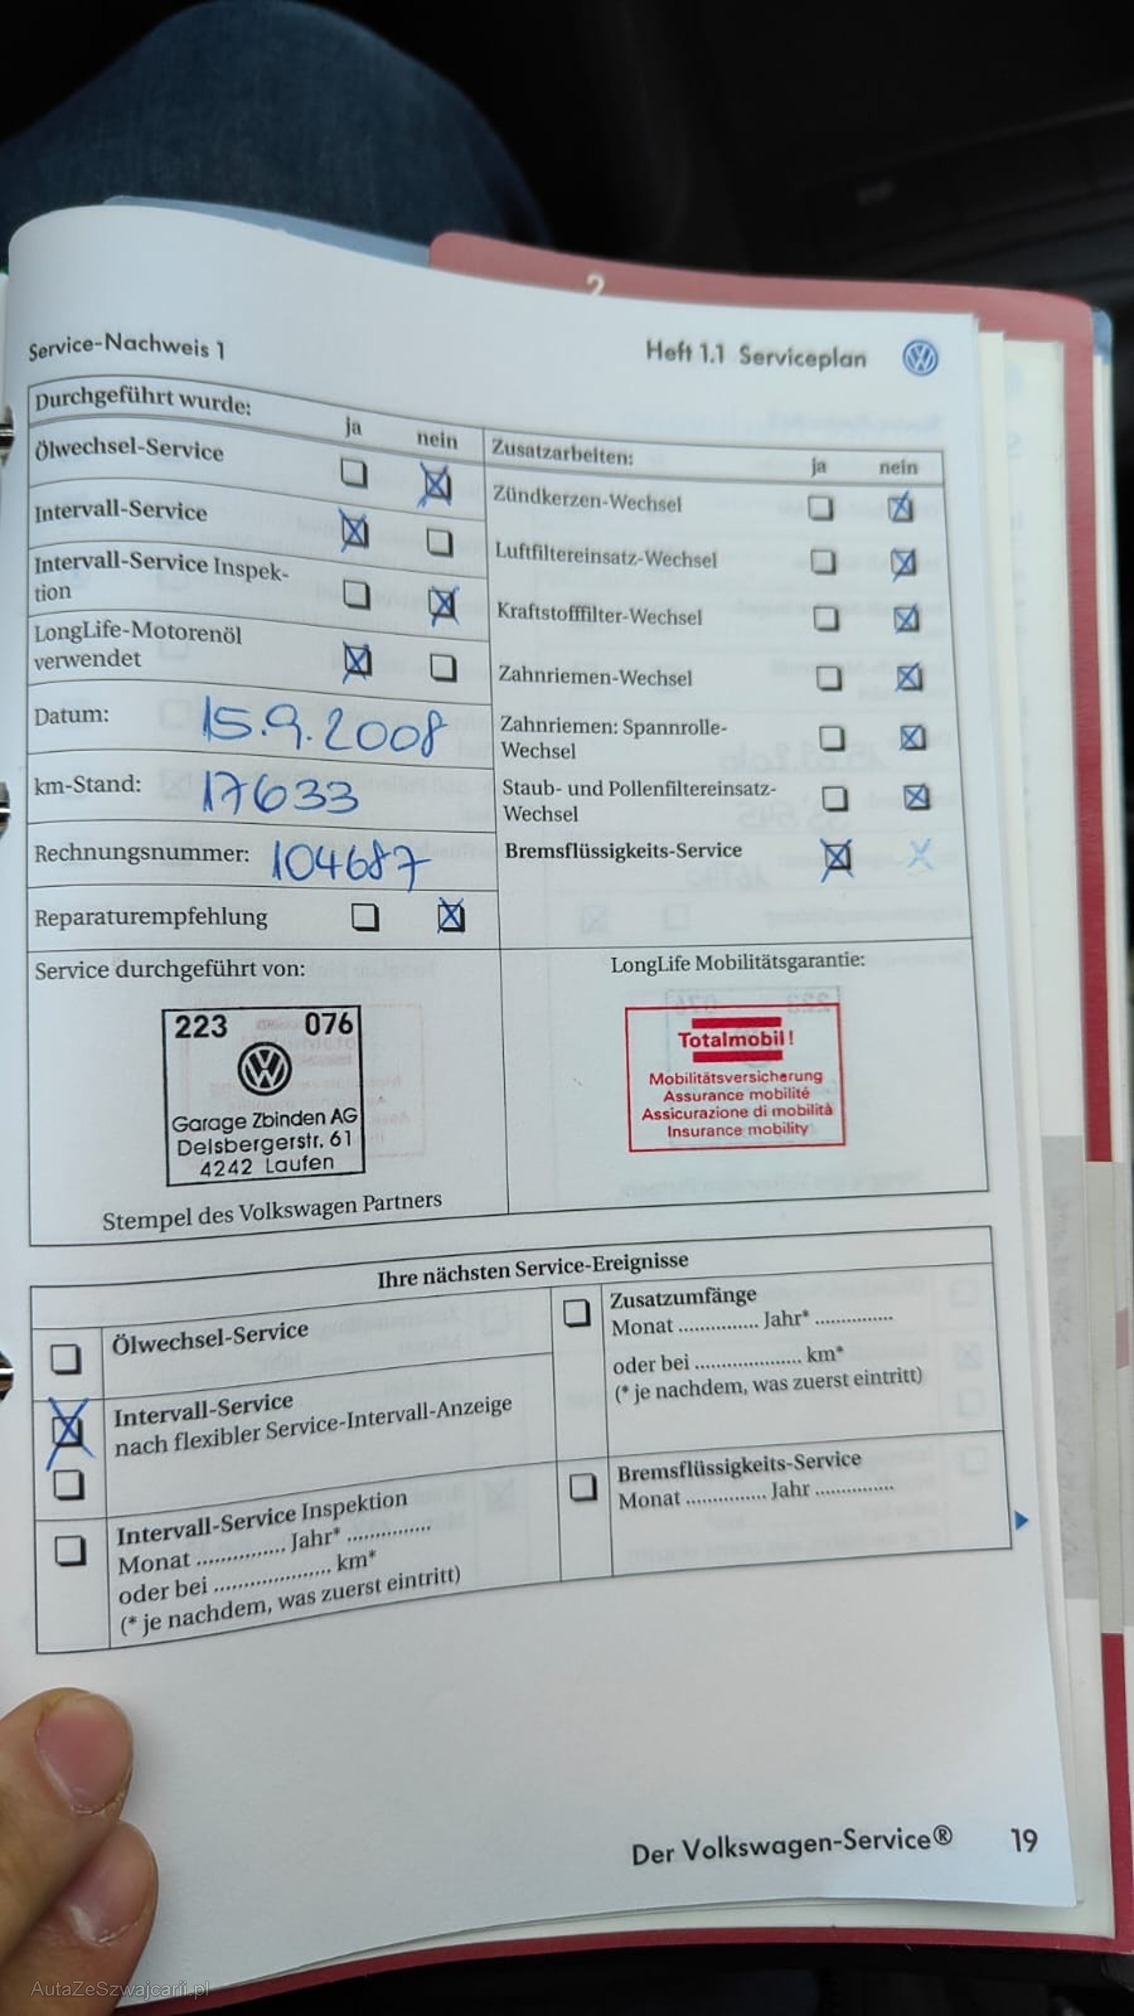 2
Service-Nachweis 1
Heft 1.1 Serviceplan
Durchgeführt wurde:
ja nein
Ölwechsel-Service
Intervall-Service
Intervall-Service Inspek-
tion
LongLife-Motorenöl
verwendet
Datum: 15.9.2008
km-Stand: 17633
Rechnungsnummer: 104687
Reparaturempfehlung
Zusatzarbeiten:
ja nein
Zündkerzen-Wechsel
Luftfiltereinsatz-Wechsel
Kraftstofffilter-Wechsel
Zahnriemen-Wechsel
Zahnriemen: Spannrolle-
Wechsel
Staub- und Pollenfiltereinsatz-
Wechsel
Bremsflüssigkeits-Service
Service durchgeführt von:
223 076
Garage Zbinden AG
Delsbergerstr. 61
4242 Laufen
Stempel des Volkswagen Partners
LongLife Mobilitätsgarantie:
Totalmobil!
Mobilitätsversicherung
Assurance mobilité
Assicurazione di mobilità
Insurance mobility
Ihre nächsten Service-Ereignisse
Ölwechsel-Service
Intervall-Service
nach flexibler Service-Intervall-Anzeige
Intervall-Service Inspektion
Monat ............... Jahr* ...............
oder bei .................... km*
(* je nachdem, was zuerst eintritt)
Zusatzumfänge
Monat .............. Jahr* ..............
oder bei .................... km*
(* je nachdem, was zuerst eintritt)
Bremsflüssigkeits-Service
Monat .............. Jahr ..............
Der Volkswagen-Service® 19
AutaZeSzwajcarii.pl